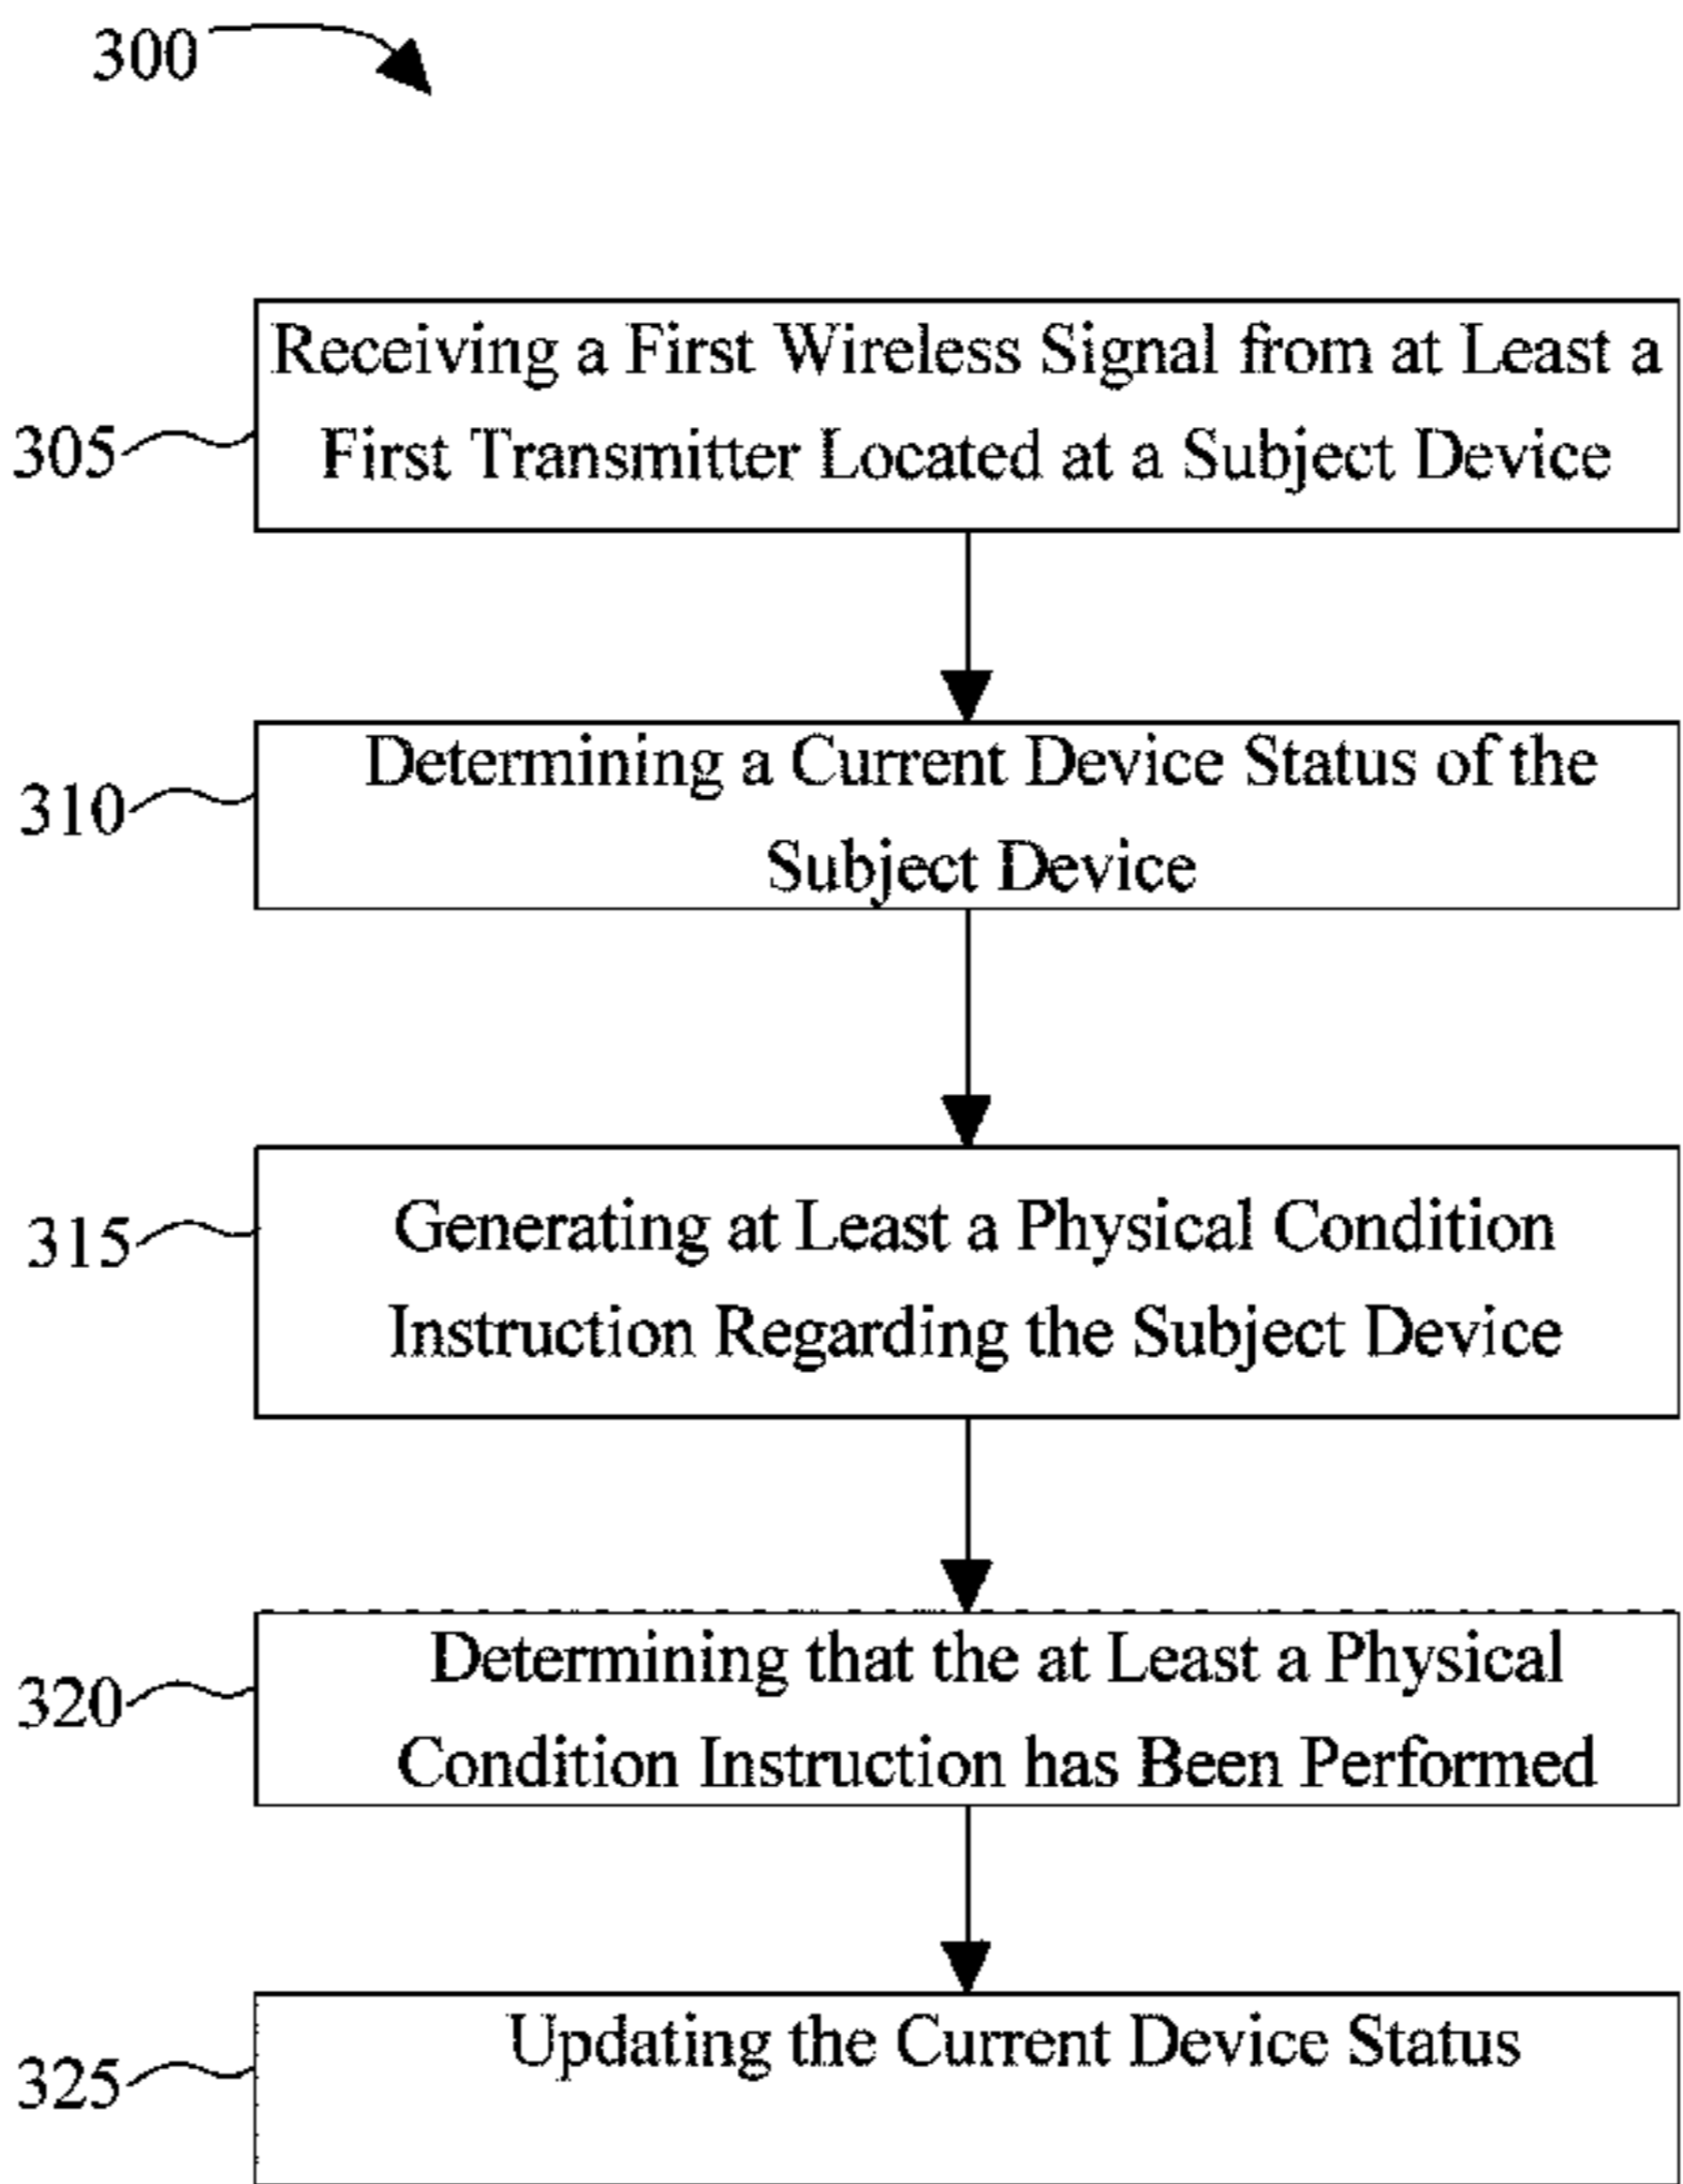 300
305
Receiving a First Wireless Signal from at Least a
First Transmitter Located at a Subject Device
310
Determining a Current Device Status of the
Subject Device
315
Generating at Least a Physical Condition
Instruction Regarding the Subject Device
320
Determining that the at Least a Physical
Condition Instruction has Been Performed
325
Updating the Current Device Status